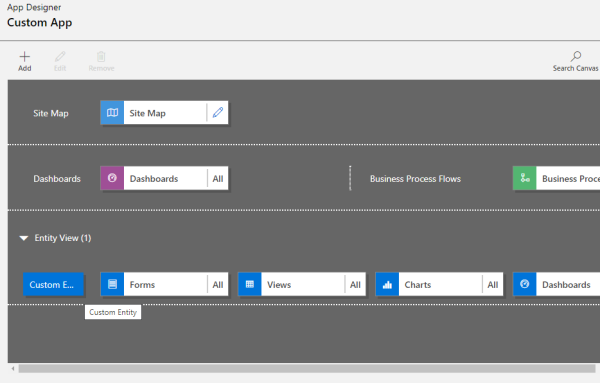 App Designer
Custom App
Add Edit Remove Search Canvas
Site Map Site Map
Dashboards Dashboards All Business Process Flows Business Proce
Entity View (1)
Custom E... Forms All Views All Charts All Dashboards
Custom Entity